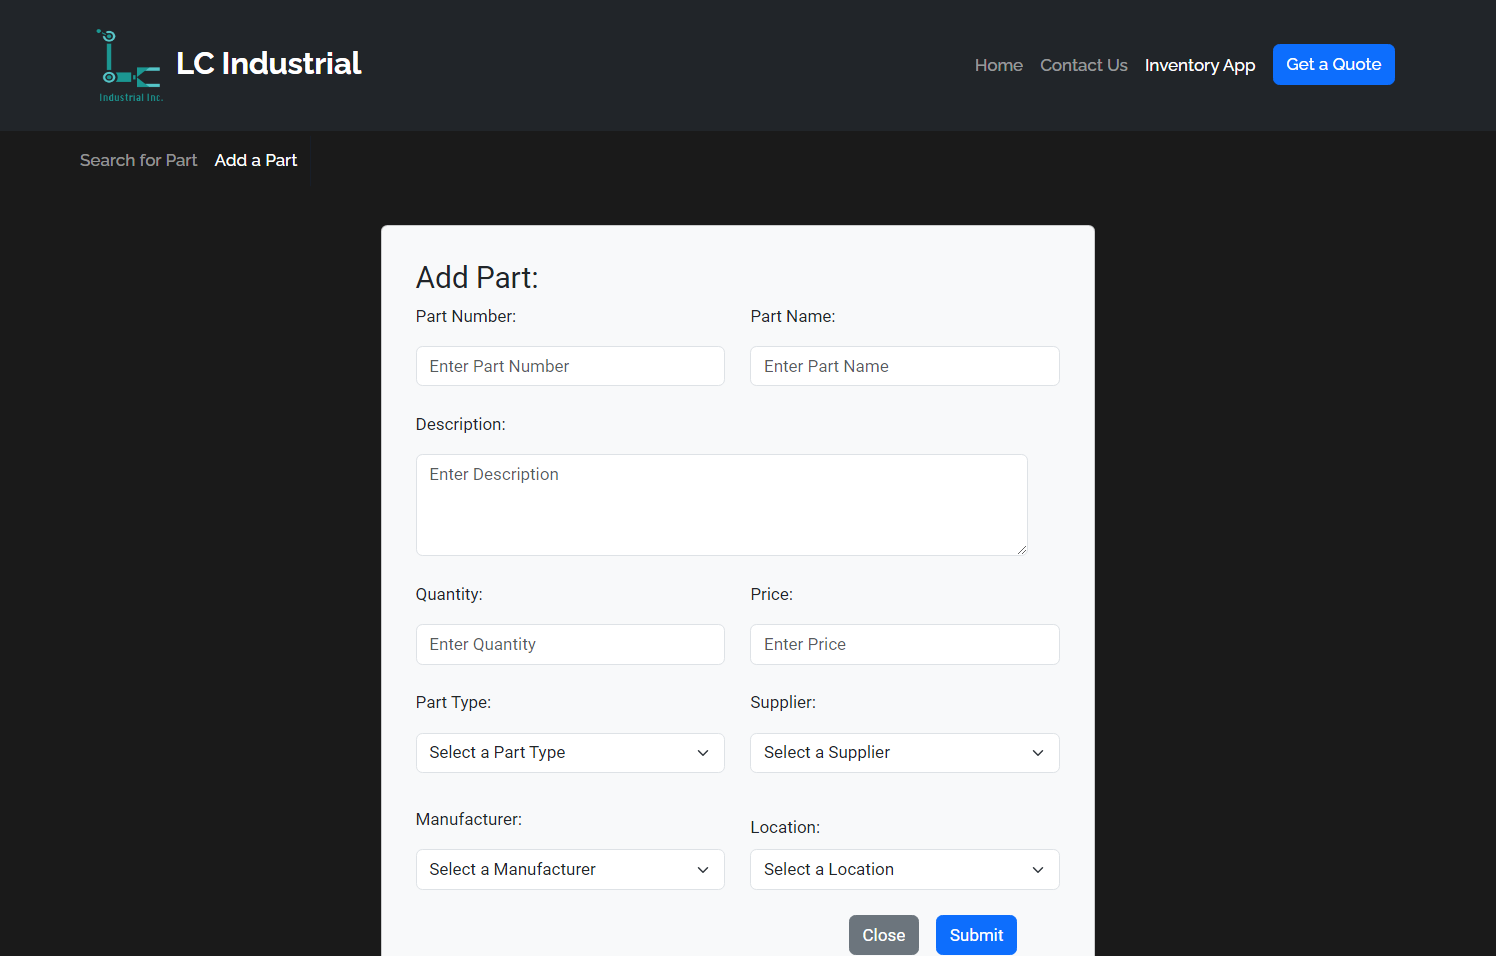 LC Industrial
Industrial Inc.
Home Contact Us Inventory App Get a Quote
Search for Part Add a Part
Add Part:
Part Number: Part Name:
Enter Part Number Enter Part Name
Description:
Enter Description
Quantity: Price:
Enter Quantity Enter Price
Part Type: Supplier:
Select a Part Type Select a Supplier
Manufacturer: Location:
Select a Manufacturer Select a Location
Close Submit